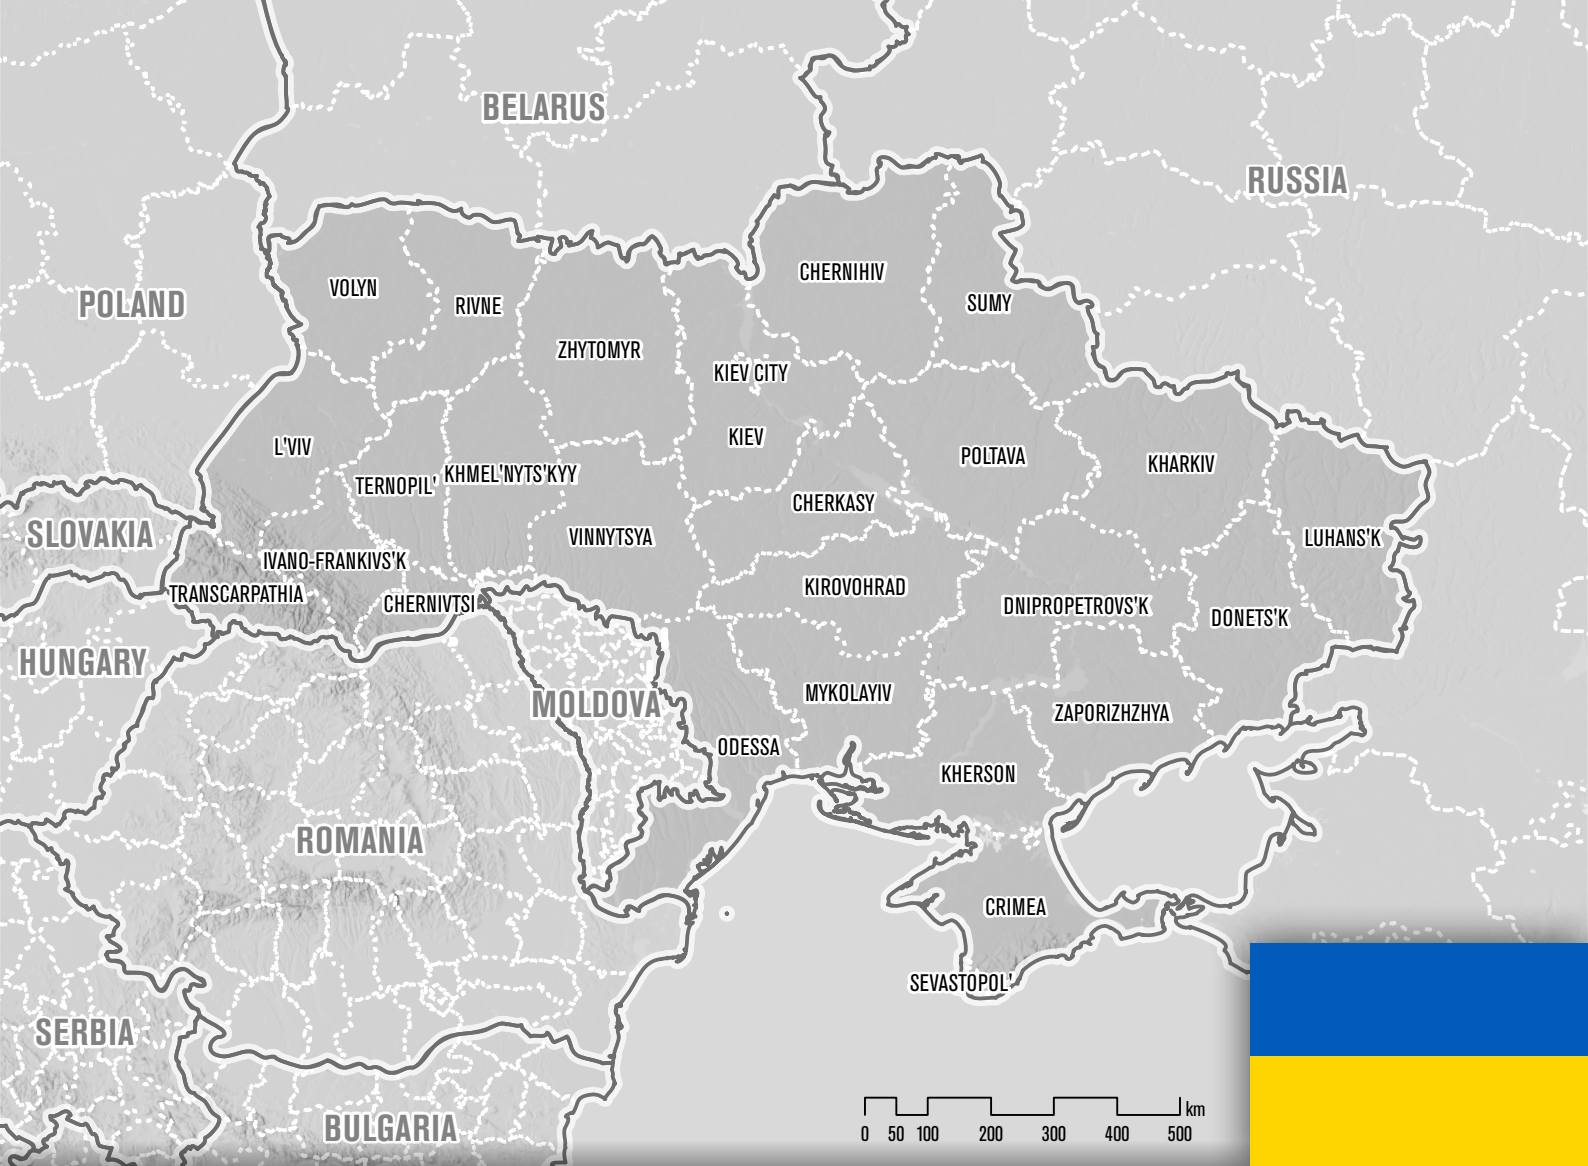 BELARUS
RUSSIA
CHERNIHIV
VOLYN
POLAND
RIVNE
SUMY
ZHYTOMYR
KIEV CITY
KIEV
L'VIV
POLTAVA
KHARKIV
TERNOPIL'
KHMEL'NYTS'KYY
CHERKASY
SLOVAKIA
VINNYTSYA
LUHANS'K
IVANO-FRANKIVS'K
KIROVOHRAD
TRANSCARPATHIA
CHERNIVTSI
DNIPROPETROVS'K
DONETS'K
HUNGARY
MYKOLAYIV
MOLDOVA
ZAPORIZHZHYA
ODESSA
KHERSON
ROMANIA
CRIMEA
SEVASTOPOL'
SERBIA
km
BULGARIA
0 50 100 200 300 400 500